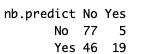 nb.predict No Yes
No 77 5
Yes 46 19